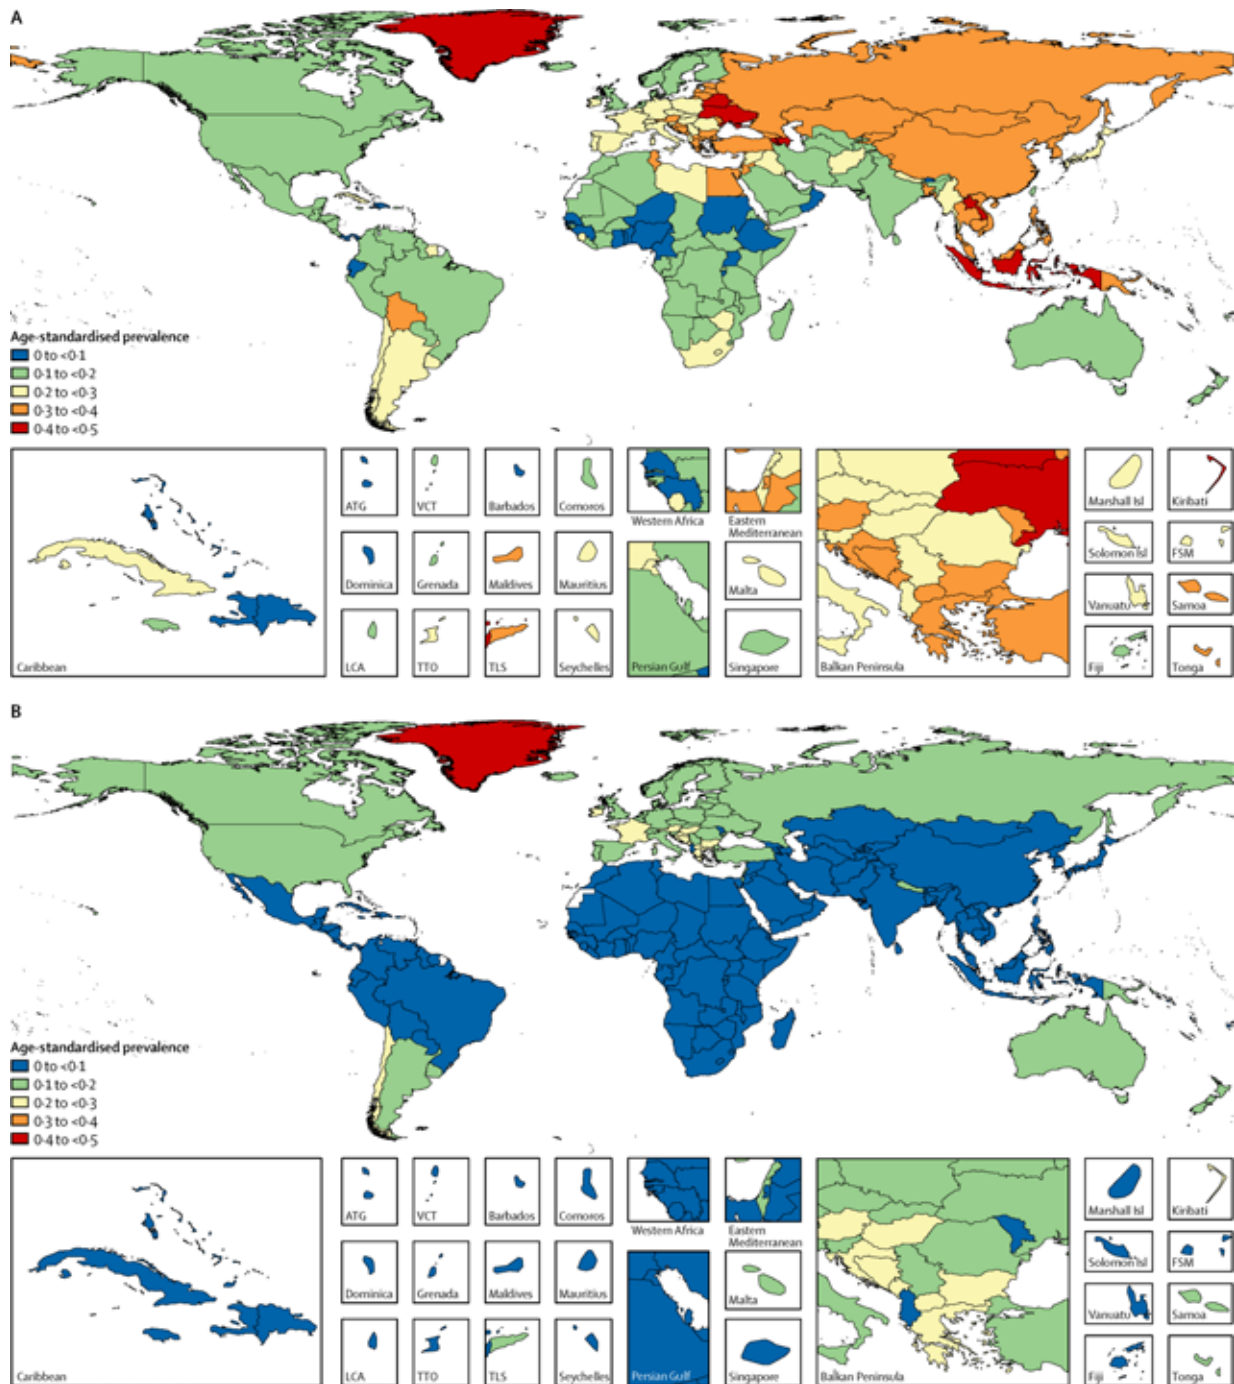 A
Age-standardised prevalence
0 to <0·1
0·1 to <0·2
0·2 to <0·3
0·3 to <0·4
0·4 to <0·5
Caribbean
ATG
VCT
Barbados
Comoros
Dominica
Grenada
Maldives
Mauritius
LCA
TTO
TLS
Seychelles
Western Africa
Eastern
Mediterranean
Persian Gulf
Malta
Singapore
Balkan Peninsula
Marshall Isl
Kiribati
Solomon Isl
FSM
Vanuatu
Samoa
Fiji
Tonga
B
Age-standardised prevalence
0 to <0·1
0·1 to <0·2
0·2 to <0·3
0·3 to <0·4
0·4 to <0·5
Caribbean
ATG
VCT
Barbados
Comoros
Dominica
Grenada
Maldives
Mauritius
LCA
TTO
TLS
Seychelles
Western Africa
Eastern
Mediterranean
Persian Gulf
Malta
Singapore
Balkan Peninsula
Marshall Isl
Kiribati
Solomon Isl
FSM
Vanuatu
Samoa
Fiji
Tonga